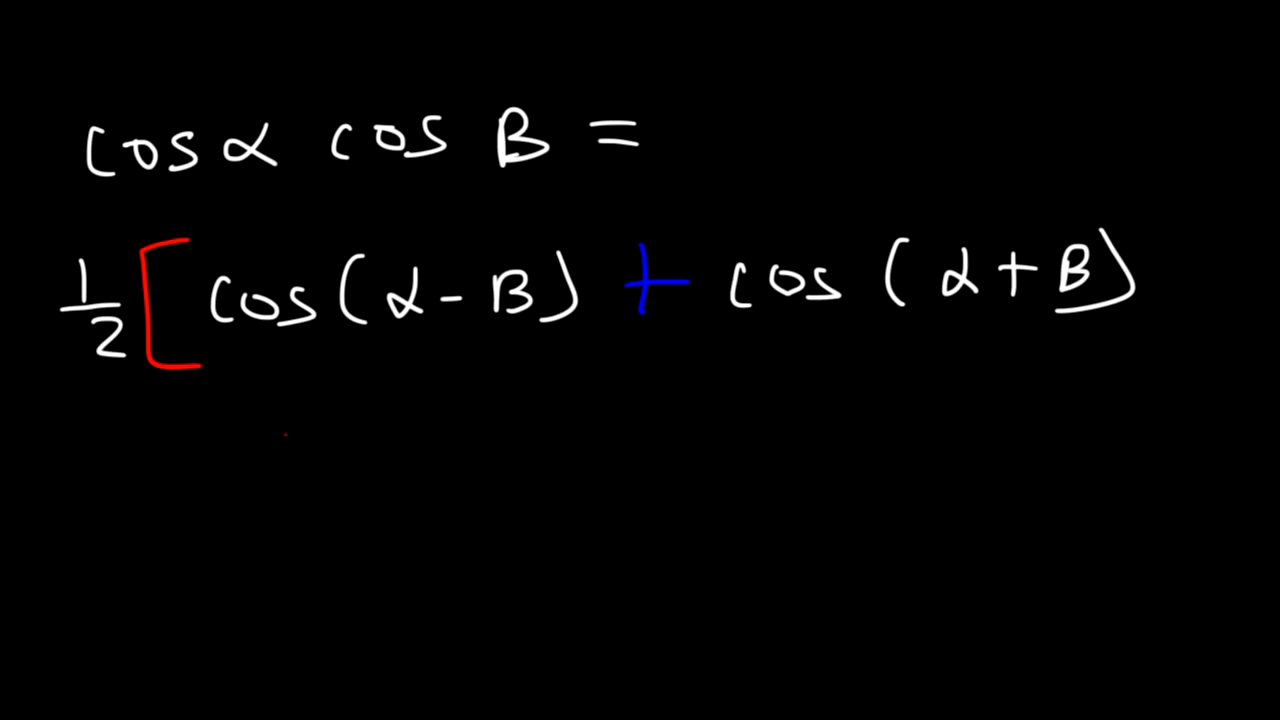 cos α cos B =
1/2 [ cos (α - B) + cos (α + B)